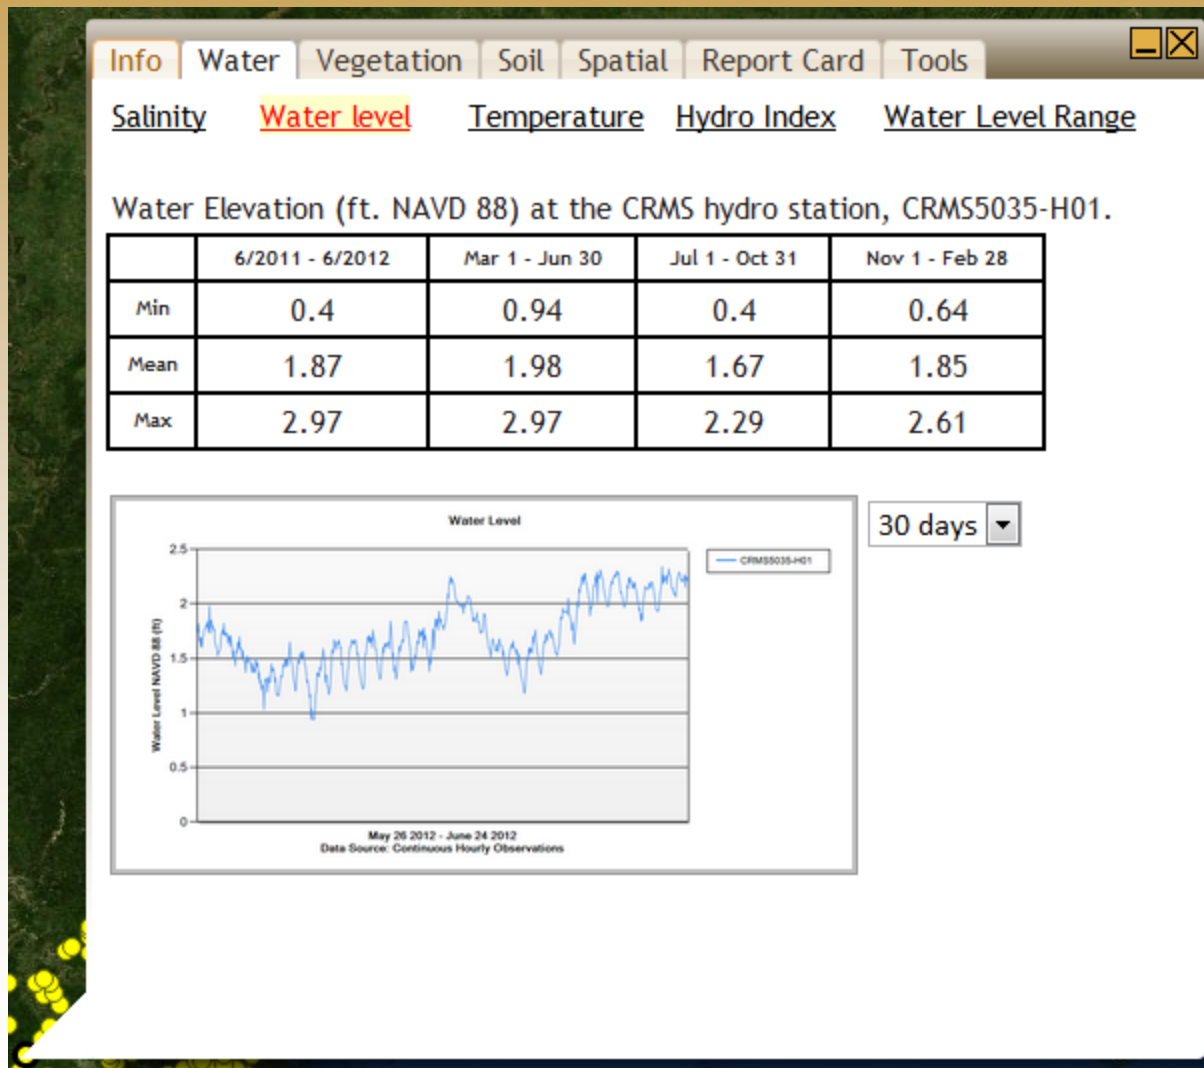 Info Water Vegetation Soil Spatial Report Card Tools
Salinity Water level Temperature Hydro Index Water Level Range
Water Elevation (ft. NAVD 88) at the CRMS hydro station, CRMS5035-H01.
6/2011 - 6/2012 Mar 1 - Jun 30 Jul 1 - Oct 31 Nov 1 - Feb 28
Min 0.4 0.94 0.4 0.64
Mean 1.87 1.98 1.67 1.85
Max 2.97 2.97 2.29 2.61
30 days
Water Level
CRMS5035-H01
Water Level NAVD 88 (ft)
2.5
2
1.5
1
0.5
0
May 26 2012 - June 24 2012
Data Source: Continuous Hourly Observations